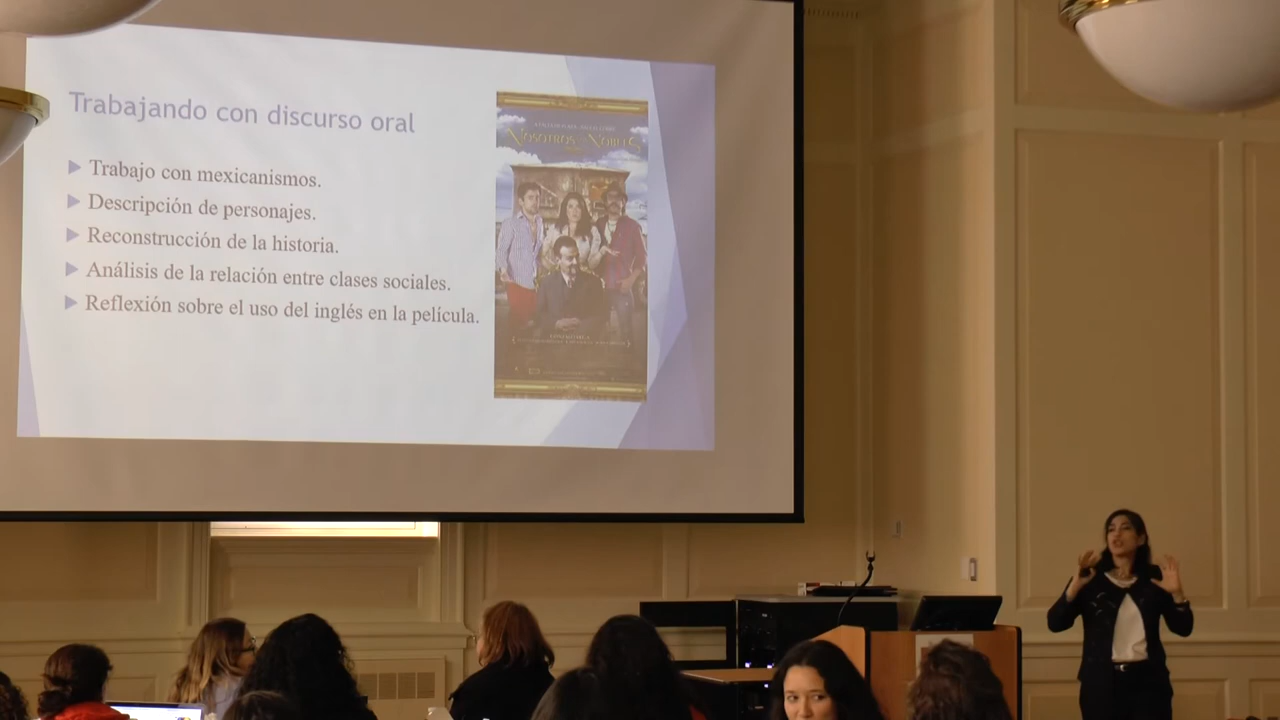 Trabajando con discurso oral
Trabajo con mexicanismos.
Descripción de personajes.
Reconstrucción de la historia.
Análisis de la relación entre clases sociales.
Reflexión sobre el uso del inglés en la película.
NOSOTROS NOBLES